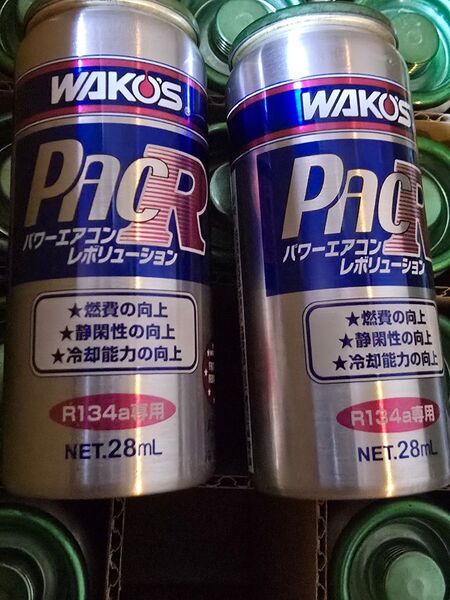 WAKO'S
PAC R
パワーエアコン
レボリューション
★燃費の向上
★静閑性の向上
★冷却能力の向上
R134a専用
NET.28mL
WAKO'S
PAC R
パワーエアコン
レボリューション
★燃費の向上
★静閑性の向上
★冷却能力の向上
R134a専用
NET.28mL